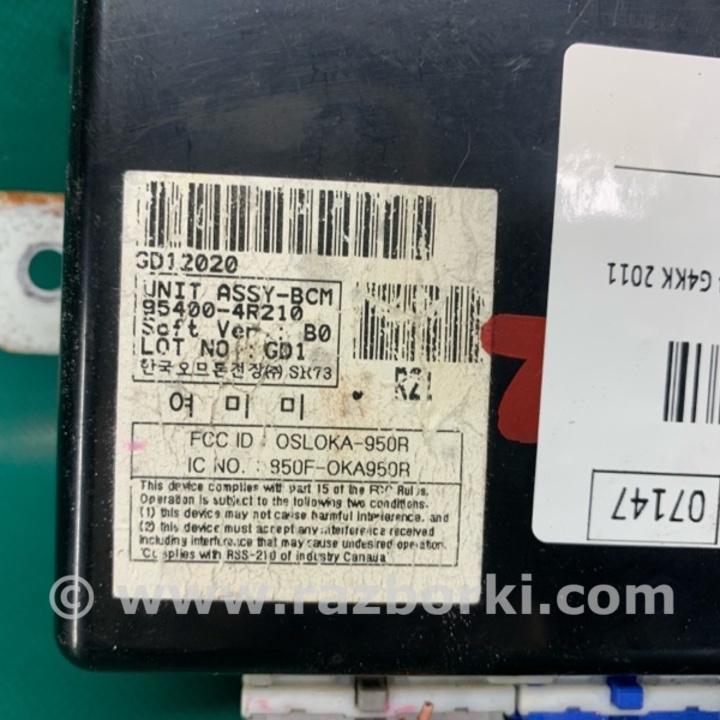 GD12020
UNIT ASSY-BCM
95400-4R210
Soft Ver : B0
LOT NO : GD1
한국오므론전장(주) SK73
R21
여 미 미
FCC ID : OSLOKA-950R
IC NO. : 850F-OKA950R
This device complies with part 15 of the FCC Rules.
Operation is subject to the following two conditions.
(1) this device may not cause harmful interference, and
(2) this device must accept any interference received
including interference that may cause undesired operation.
"Complies with RSS-210 of Industry Canada"
G4KK 2011
07147
2
© www.razborki.com